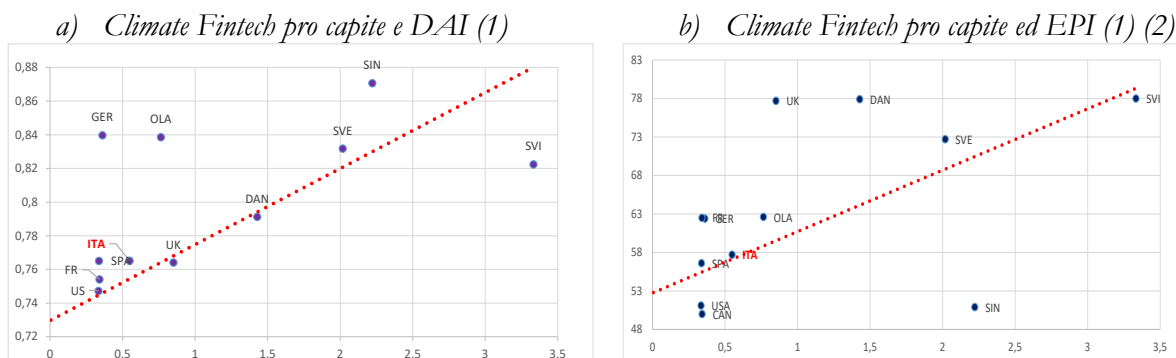 a) Climate Fintech pro capite e DAI (1)
0,88
0,86
0,84
0,82
0,8
0,78
0,76
0,74
0,72
0
0,5
1
1,5
2
2,5
3
3,5
SIN
GER
OLA
SVE
SVI
DAN
ITA
SPA
UK
FR
US
b) Climate Fintech pro capite ed EPI (1) (2)
83
78
73
68
63
58
53
48
0
0,5
1
1,5
2
2,5
3
3,5
UK
DAN
SVI
SVE
FR
GER
OLA
ITA
SPA
USA
CAN
SIN